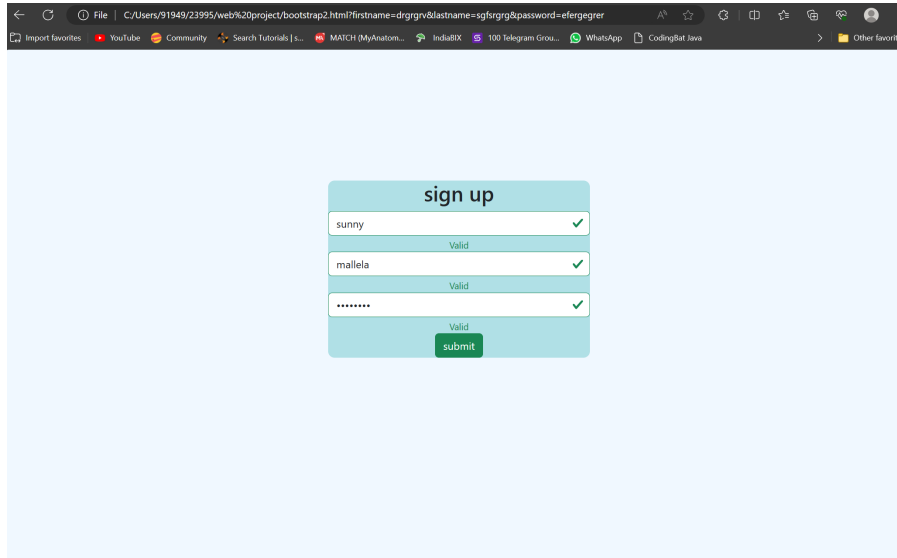 File | C:/Users/91949/23995/web%20project/bootstrap2.html?firstname=drgrgrv&lastname=sgfsrgrg&password=efergegrer
Import favorites YouTube Community Search Tutorials | s... MATCH (MyAnatom... IndiaBIX 100 Telegram Grou... WhatsApp CodingBat Java Other favorit
sign up
sunny
Valid
mallela
Valid
••••••••
Valid
submit